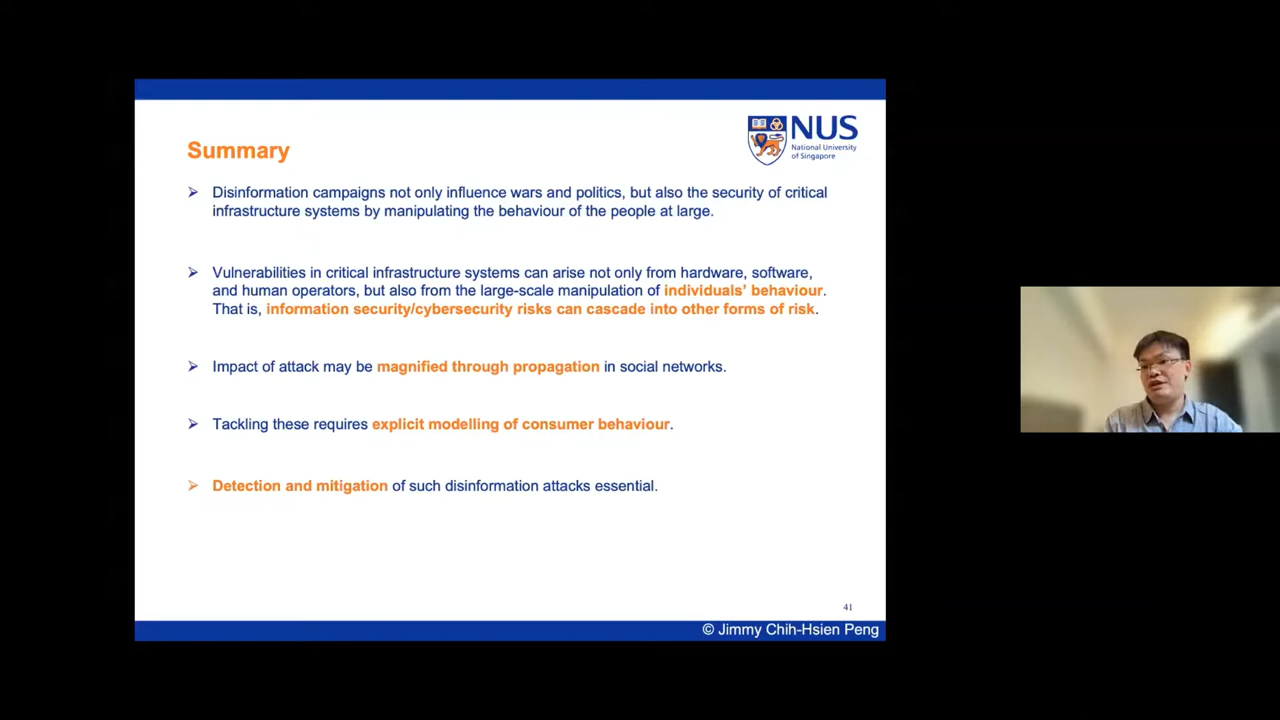 NUS
National University
of Singapore
Summary
➢ Disinformation campaigns not only influence wars and politics, but also the security of critical
infrastructure systems by manipulating the behaviour of the people at large.
➢ Vulnerabilities in critical infrastructure systems can arise not only from hardware, software,
and human operators, but also from the large-scale manipulation of individuals’ behaviour.
That is, information security/cybersecurity risks can cascade into other forms of risk.
➢ Impact of attack may be magnified through propagation in social networks.
➢ Tackling these requires explicit modelling of consumer behaviour.
➢ Detection and mitigation of such disinformation attacks essential.
41
© Jimmy Chih-Hsien Peng